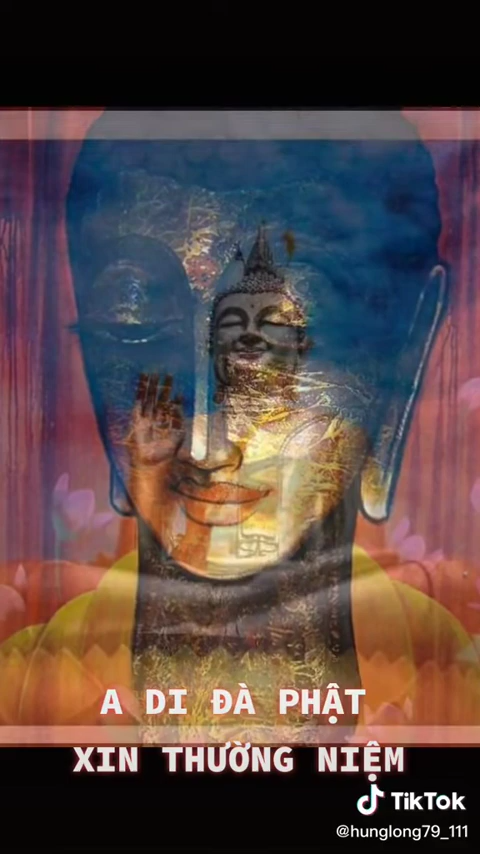 A DI ĐÀ PHẬT
XIN THƯỜNG NIỆM
TikTok
@hunglong79_111